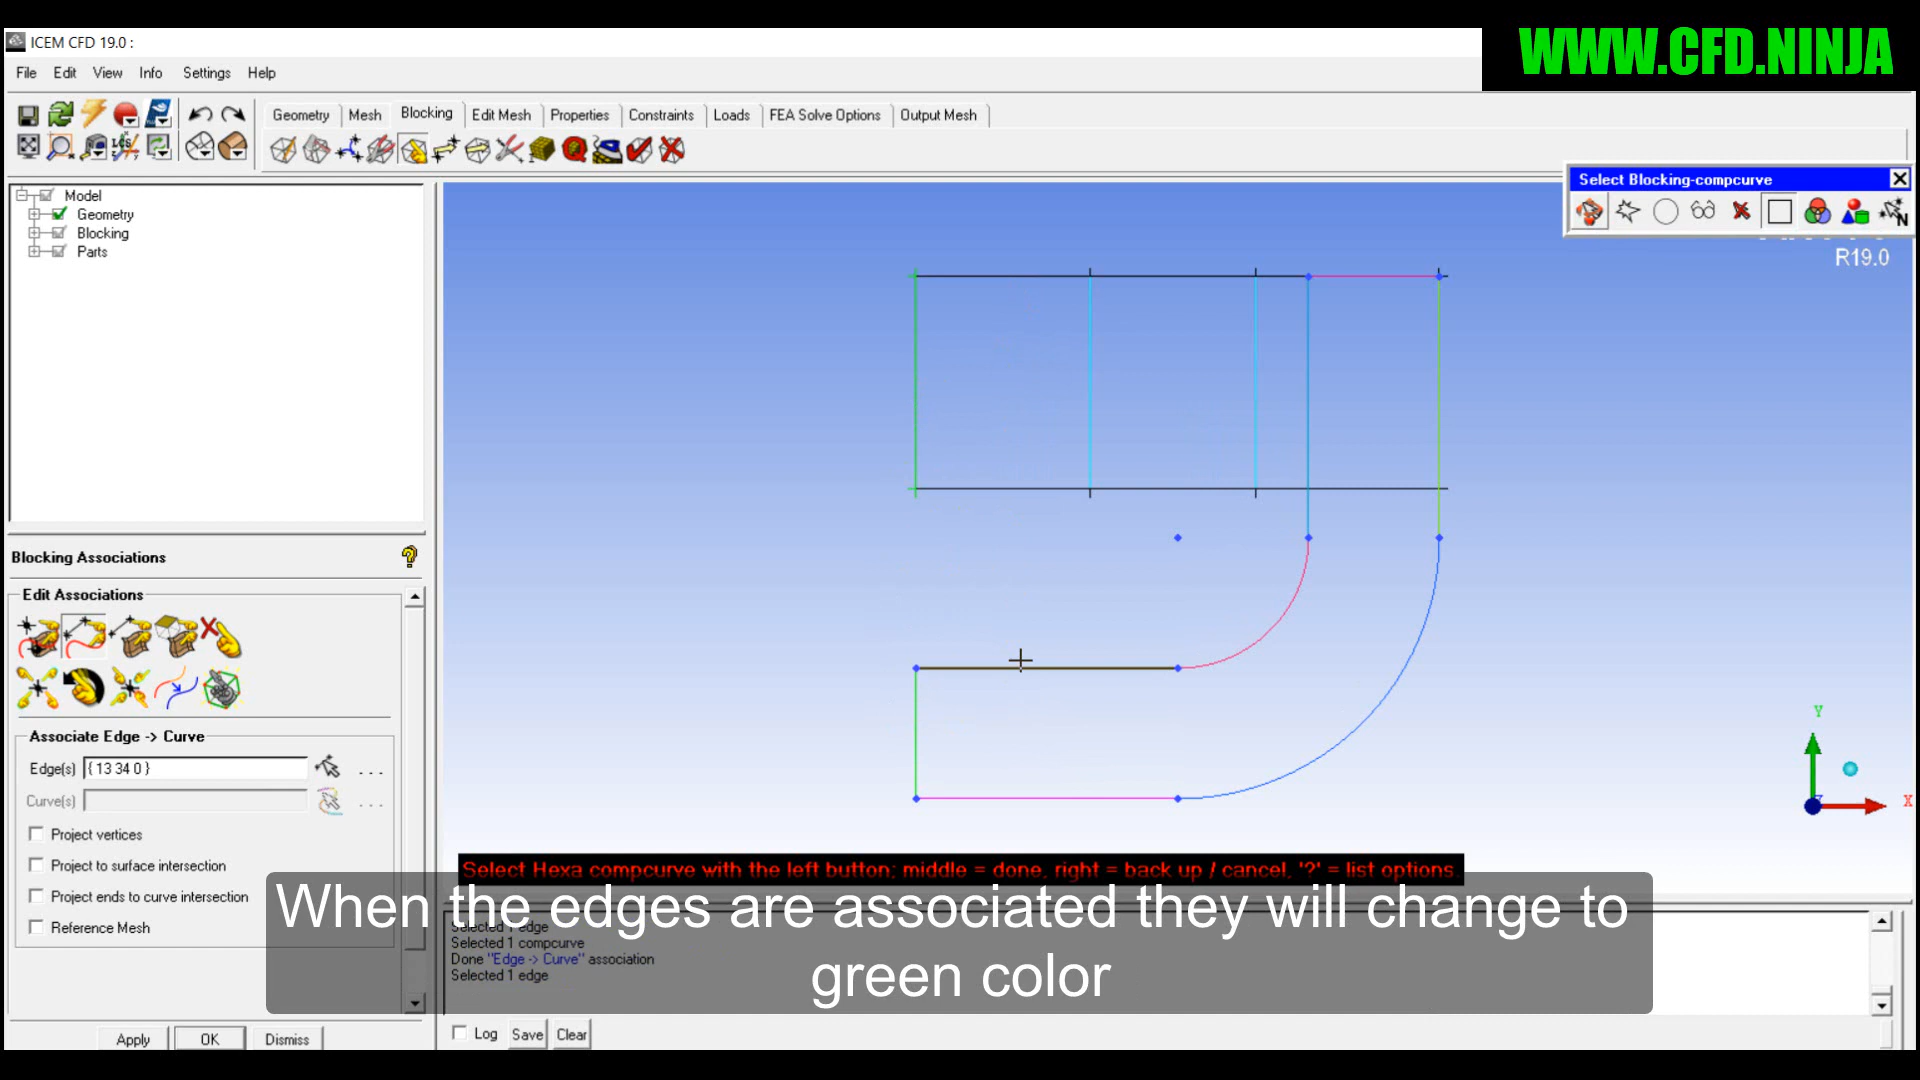 WWW.CFD.NINJA
ICEM CFD 19.0 :
File Edit View Info Settings Help
Geometry Mesh Blocking Edit Mesh Properties Constraints Loads FEA Solve Options Output Mesh
Select Blocking-compcurve
R19.0
Model
Geometry
Blocking
Parts
Blocking Associations
Edit Associations
Associate Edge -> Curve
Edge(s) { 13 34 0 } ...
Curve(s) ...
Project vertices
Project to surface intersection
Project ends to curve intersection
Reference Mesh
Apply OK Dismiss
Y
X
Select Hexa compcurve with the left button; middle = done, right = back up / cancel, '?' = list options.
When the edges are associated they will change to
green color
Selected 1 edge
Selected 1 compcurve
Done "Edge -> Curve" association
Selected 1 edge
Log Save Clear